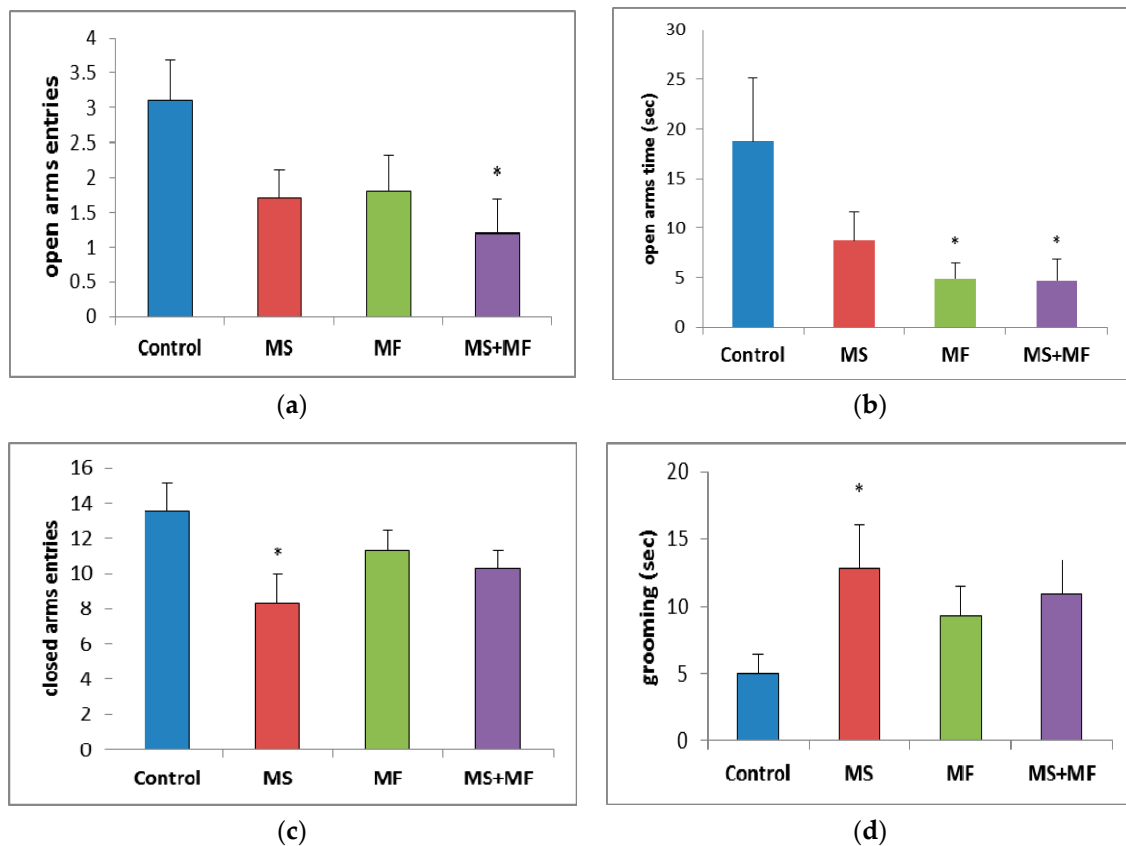 open arms entries
4
3.5
3
2.5
2
1.5
1
0.5
0
*
Control MS MF MS+MF
(a)
open arms time (sec)
30
25
20
15
10
5
0
* *
Control MS MF MS+MF
(b)
closed arms entries
16
14
12
10
8
6
4
2
0
*
Control MS MF MS+MF
(c)
grooming (sec)
20
15
10
5
0
*
Control MS MF MS+MF
(d)